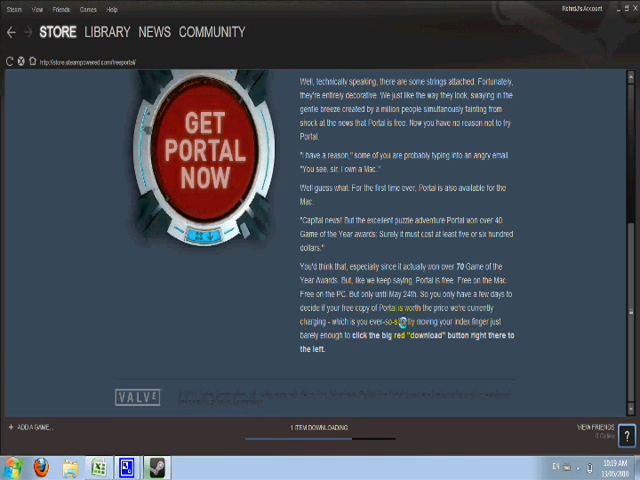 Steam View Friends Games Help
Account
STORE LIBRARY NEWS COMMUNITY
http://store.steampowered.com/freeportal/
Well, technically speaking, there are some strings attached. Fortunately,
they're entirely decorative. We just like the way they look, swaying in the
gentle breeze created by a million people simultaneously fainting from
shock at the news that Portal is free. Now you have no reason not to try
Portal.
GET
PORTAL
NOW
"I have a reason," some of you are probably typing into an angry email.
"You see, sir, I own a Mac."
Well guess what: For the first time ever, Portal is also available for the
Mac.
"Capital news! But the excellent puzzle adventure Portal won over 40
Game of the Year awards: Surely it must cost at least five or six hundred
dollars."
You'd think that, especially since it actually won over 70 Game of the
Year Awards. But, like we keep saying, Portal is free. Free on the Mac.
Free on the PC. But only until May 24th. So you only have a few days to
decide if your free copy of Portal is worth the price we're currently
charging - which is you ever-so- try moving your index finger just
barely enough to click the big red "download" button right there to
the left.
VALVE
+ ADD A GAME...
1 ITEM DOWNLOADING
VIEW FRIENDS
?
EN
10:19 AM
13/05/2010